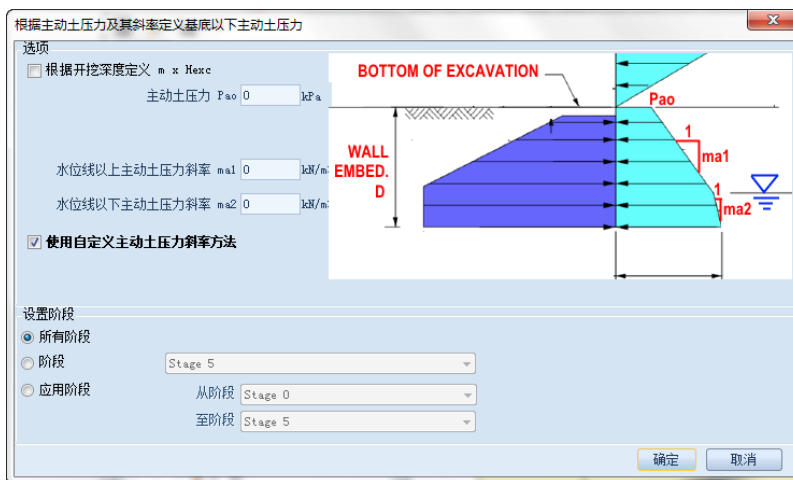 根据主动土压力及其斜率定义基底以下主动土压力
选项
根据开挖深度定义 m x Hexc
主动土压力 Pao 0 kPa
水位线以上主动土压力斜率 ma1 0 kN/m
水位线以下主动土压力斜率 ma2 0 kN/m
使用自定义主动土压力斜率方法
BOTTOM OF EXCAVATION
Pao
WALL
EMBED.
D
1
ma1
1
ma2
设置阶段
所有阶段
阶段 Stage 5
应用阶段 从阶段 Stage 0
至阶段 Stage 5
确定 取消